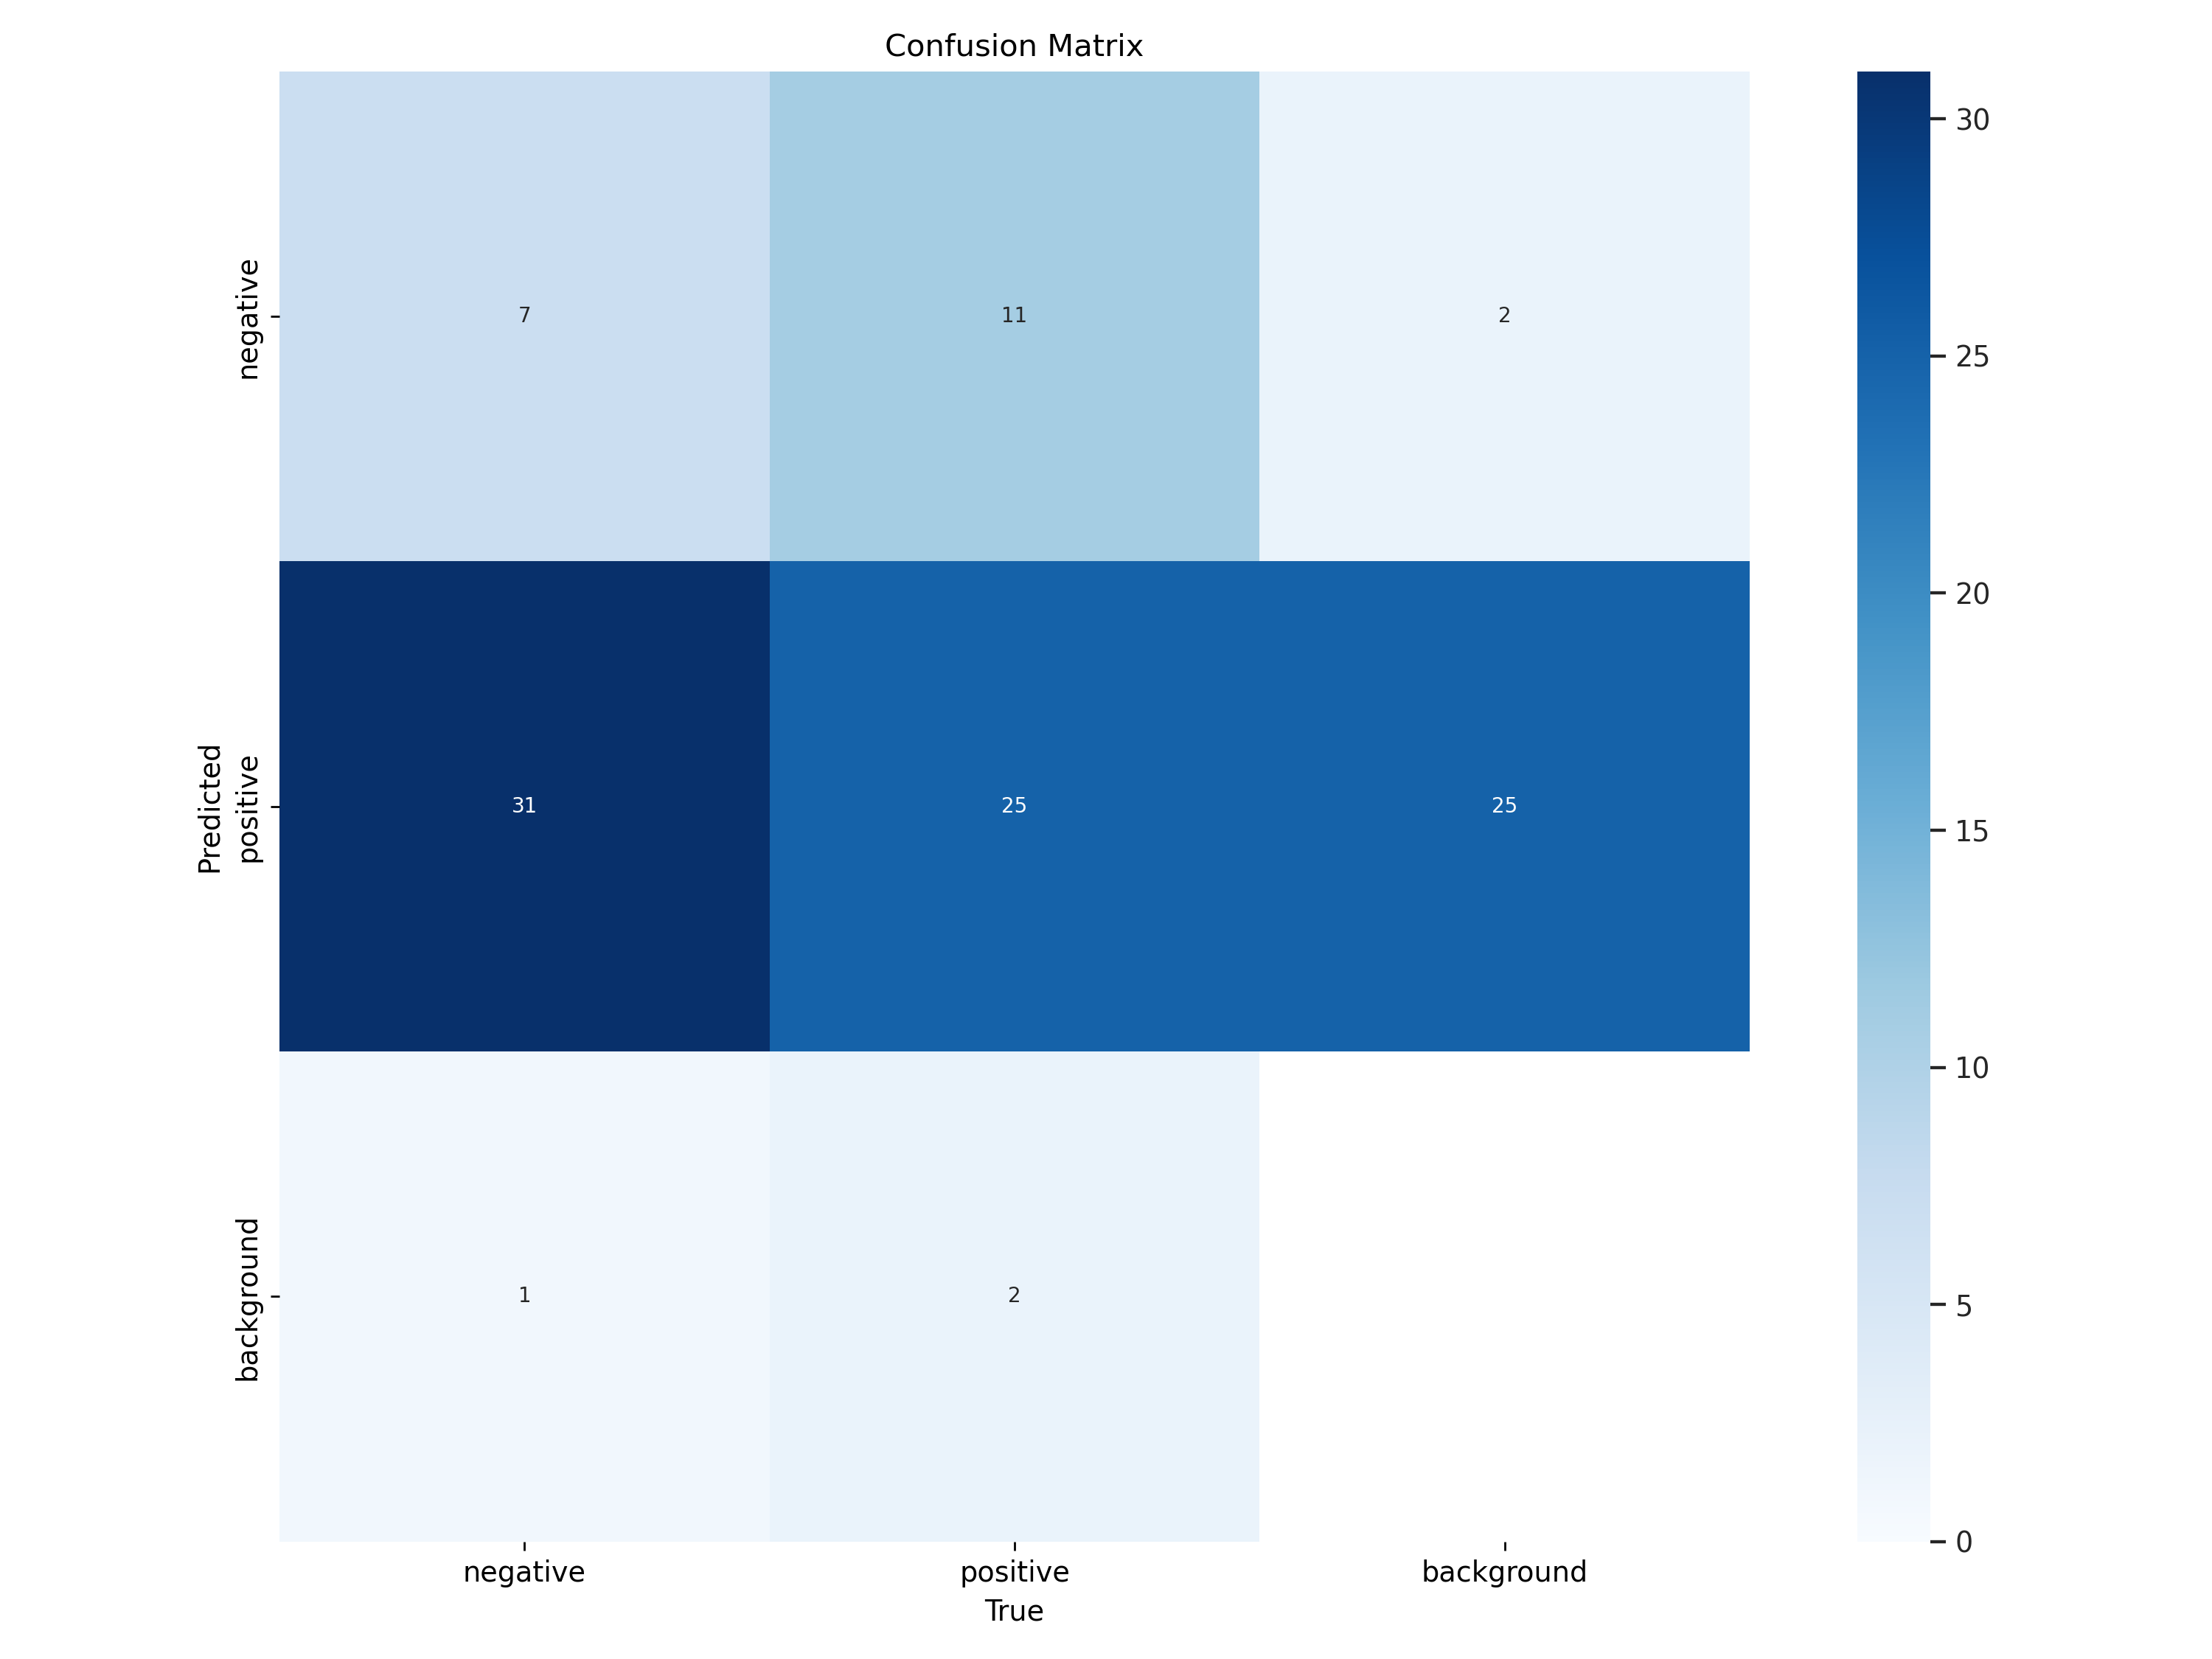 Confusion Matrix
negative
7
11
2
Predicted
positive
31
25
25
background
1
2
negative
positive
background
True
30
25
20
15
10
5
0